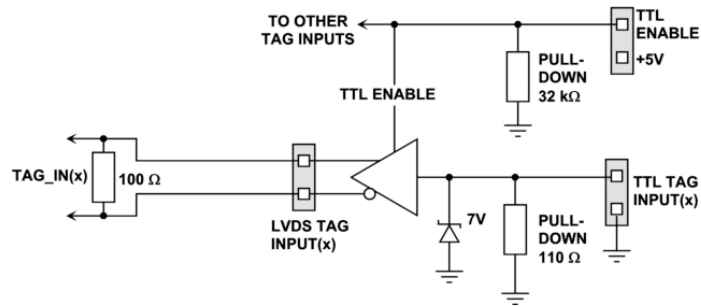 TO OTHER
TAG INPUTS
TTL
ENABLE
+5V
PULL-
DOWN
32 kΩ
TTL ENABLE
TAG_IN(x)
100 Ω
LVDS TAG
INPUT(x)
7V
PULL-
DOWN
110 Ω
TTL TAG
INPUT(x)